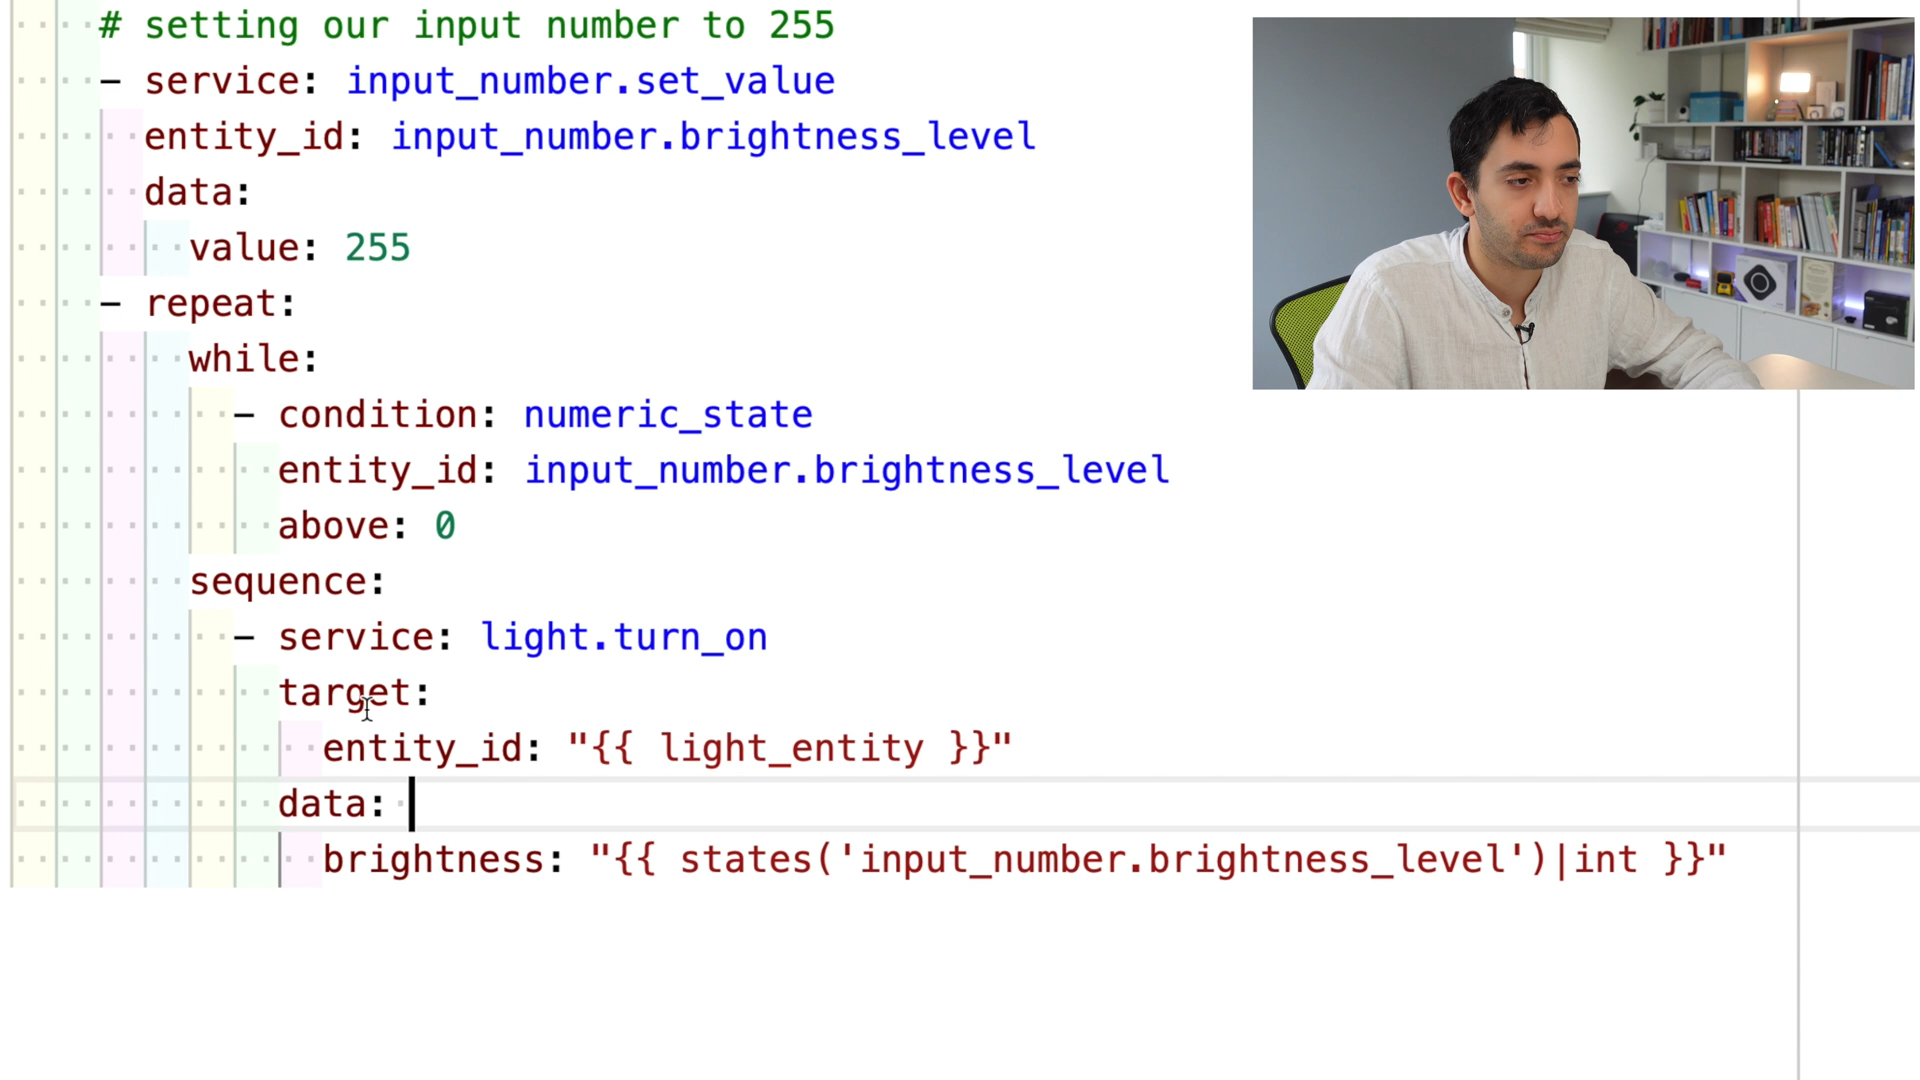 # setting our input number to 255
- service: input_number.set_value
entity_id: input_number.brightness_level
data:
value: 255
- repeat:
while:
- condition: numeric_state
entity_id: input_number.brightness_level
above: 0
sequence:
- service: light.turn_on
target:
entity_id: "{{ light_entity }}"
data:
brightness: "{{ states('input_number.brightness_level')|int }}"